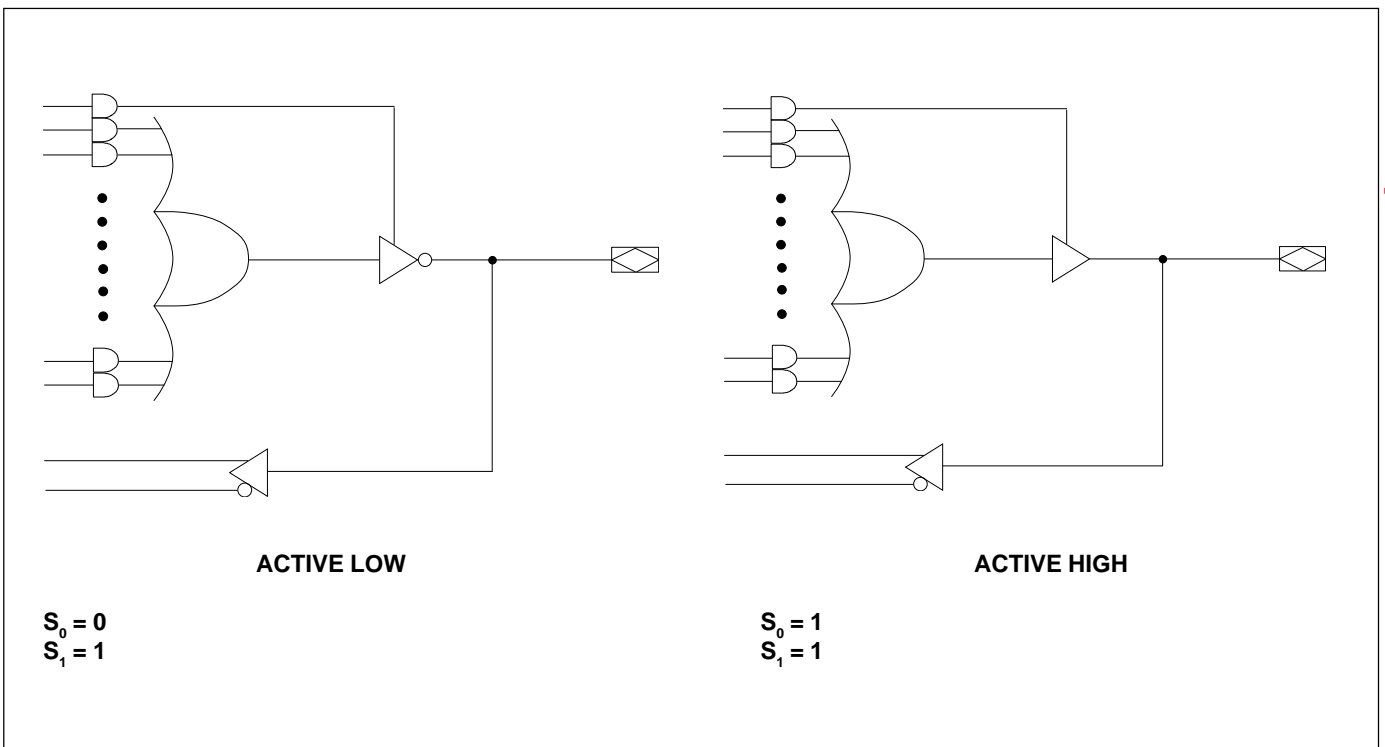 ACTIVE LOW
ACTIVE HIGH
S₀ = 0
S₁ = 1
S₀ = 1
S₁ = 1